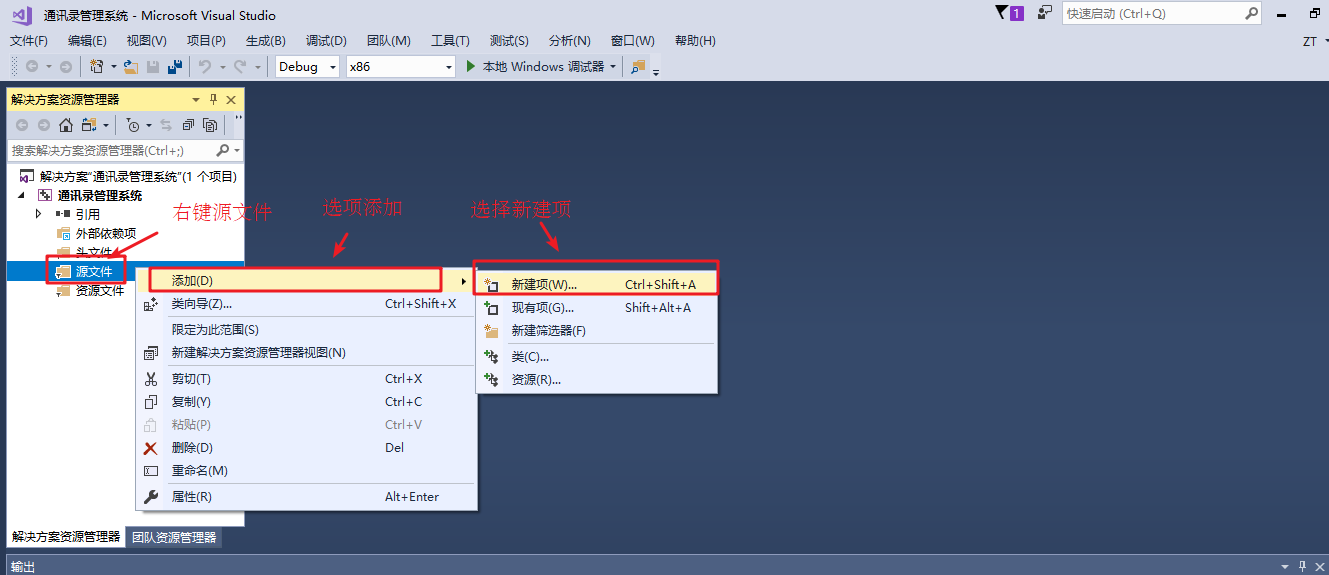 通讯录管理系统 - Microsoft Visual Studio
1
快速启动 (Ctrl+Q)
文件(F) 编辑(E) 视图(V) 项目(P) 生成(B) 调试(D) 团队(M) 工具(T) 测试(S) 分析(N) 窗口(W) 帮助(H)
ZT
Debug x86 本地 Windows 调试器
解决方案资源管理器
搜索解决方案资源管理器(Ctrl+;)
解决方案"通讯录管理系统"(1 个项目)
通讯录管理系统
引用
外部依赖项
头文件
源文件
资源文件
右键源文件
选项添加
选择新建项
添加(D)
类向导(Z)... Ctrl+Shift+X
限定为此范围(S)
新建解决方案资源管理器视图(N)
剪切(T) Ctrl+X
复制(Y) Ctrl+C
粘贴(P) Ctrl+V
删除(D) Del
重命名(M)
属性(R) Alt+Enter
新建项(W)... Ctrl+Shift+A
现有项(G)... Shift+Alt+A
新建筛选器(F)
类(C)...
资源(R)...
解决方案资源管理器 团队资源管理器
输出